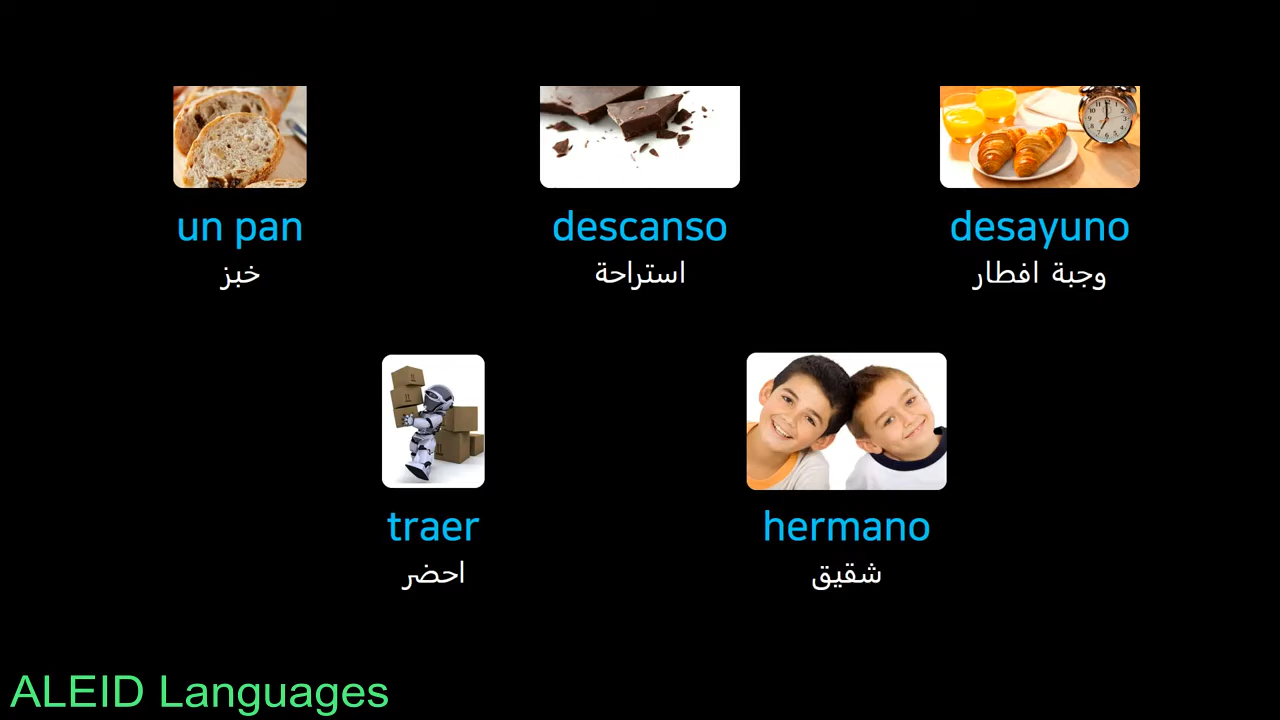 un pan
خبز
descanso
استراحة
desayuno
وجبة افطار
traer
احضر
hermano
شقيق
ALEID Languages